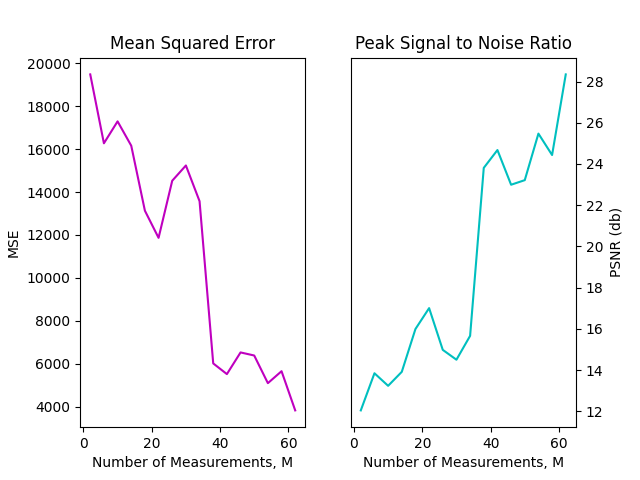 Mean Squared Error
20000
18000
16000
14000
12000
10000
8000
6000
4000
MSE
0 20 40 60
Number of Measurements, M
Peak Signal to Noise Ratio
28
26
24
22
20
18
16
14
12
PSNR (db)
0 20 40 60
Number of Measurements, M